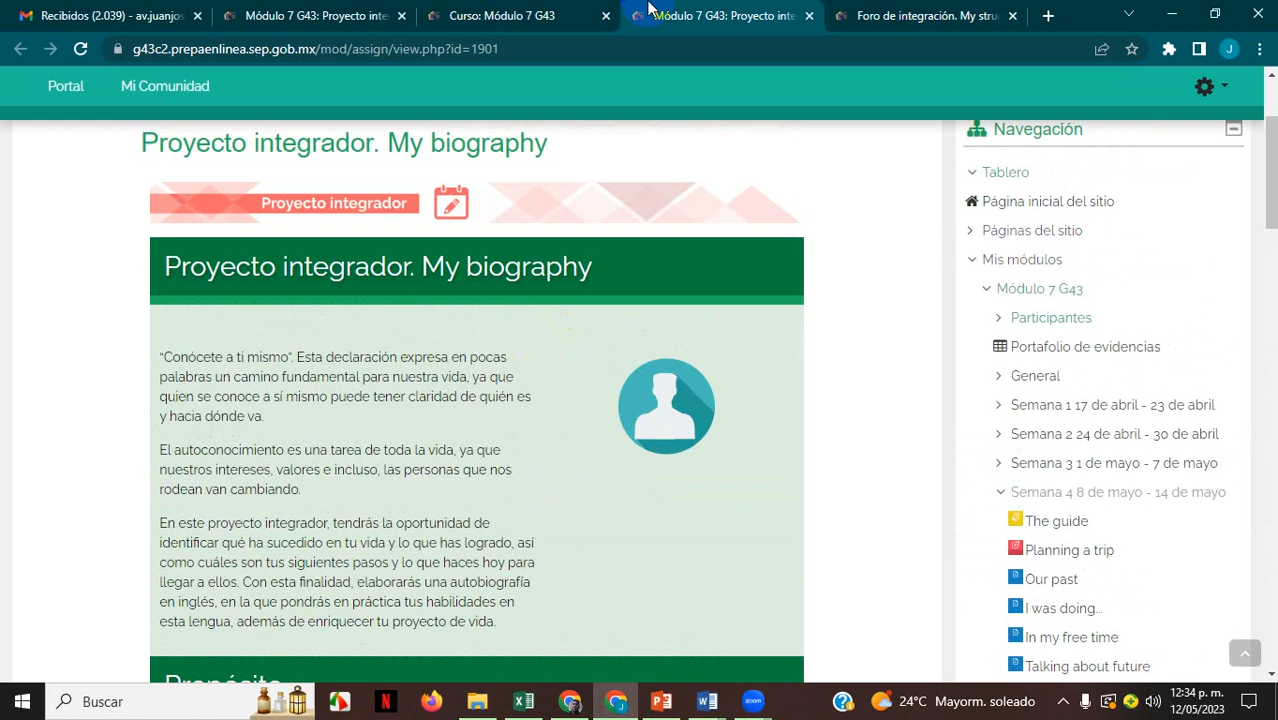 Recibidos (2.039) - av.juanjos
Módulo 7 G43: Proyecto inte
Curso: Módulo 7 G43
Módulo 7 G43: Proyecto inte
Foro de integración. My stru
g43c2.prepaenlinea.sep.gob.mx/mod/assign/view.php?id=1901
J
Portal
Mi Comunidad
Proyecto integrador. My biography
Proyecto integrador
Proyecto integrador. My biography
“Conócete a ti mismo”. Esta declaración expresa en pocas
palabras un camino fundamental para nuestra vida, ya que
quien se conoce a sí mismo puede tener claridad de quién es
y hacia dónde va.
El autoconocimiento es una tarea de toda la vida, ya que
nuestros intereses, valores e incluso, las personas que nos
rodean van cambiando.
En este proyecto integrador, tendrás la oportunidad de
identificar qué ha sucedido en tu vida y lo que has logrado, así
como cuáles son tus siguientes pasos y lo que haces hoy para
llegar a ellos. Con esta finalidad, elaborarás una autobiografía
en inglés, en la que pondrás en práctica tus habilidades en
esta lengua, además de enriquecer tu proyecto de vida.
Propósito
Navegación
Tablero
Página inicial del sitio
Páginas del sitio
Mis módulos
Módulo 7 G43
Participantes
Portafolio de evidencias
General
Semana 1 17 de abril - 23 de abril
Semana 2 24 de abril - 30 de abril
Semana 3 1 de mayo - 7 de mayo
Semana 4 8 de mayo - 14 de mayo
The guide
Planning a trip
Our past
I was doing...
In my free time
Talking about future
Buscar
24°C Mayorm. soleado
12:34 p. m.
12/05/2023